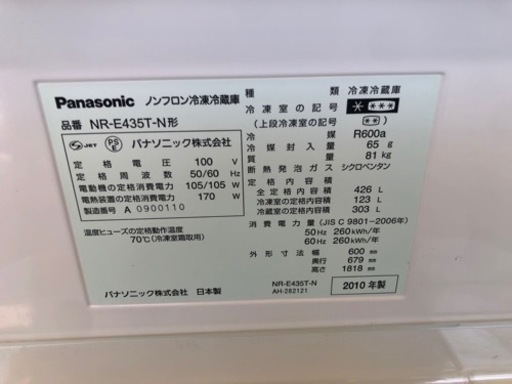 Panasonic ノンフロン冷凍冷蔵庫
品番 NR-E435T-N形
JET PS E パナソニック株式会社
定格電圧 100 V
定格周波数 50/60 Hz
電動機の定格消費電力 105/105 W
電熱装置の定格消費電力 170 W
製造番号 A 0900110
温度ヒューズの定格動作温度
70℃(冷凍室霜取用)
パナソニック株式会社 日本製
種類 冷凍冷蔵庫
冷凍室の記号 * ***
(上段冷凍室の記号) **
冷媒 R600a
冷媒封入量 65 g
質量 81 kg
断熱発泡ガス シクロペンタン
定格内容積
全定格内容積 426 L
冷凍室の定格内容積 123 L
冷蔵室の定格内容積 303 L
消費電力量(JIS C 9801-2006年)
50Hz 260kWh/年
60Hz 260kWh/年
外形寸法 幅 600 mm
奥行 679 mm
高さ 1818 mm
NR-E435T-N
AH-282121
2010年製